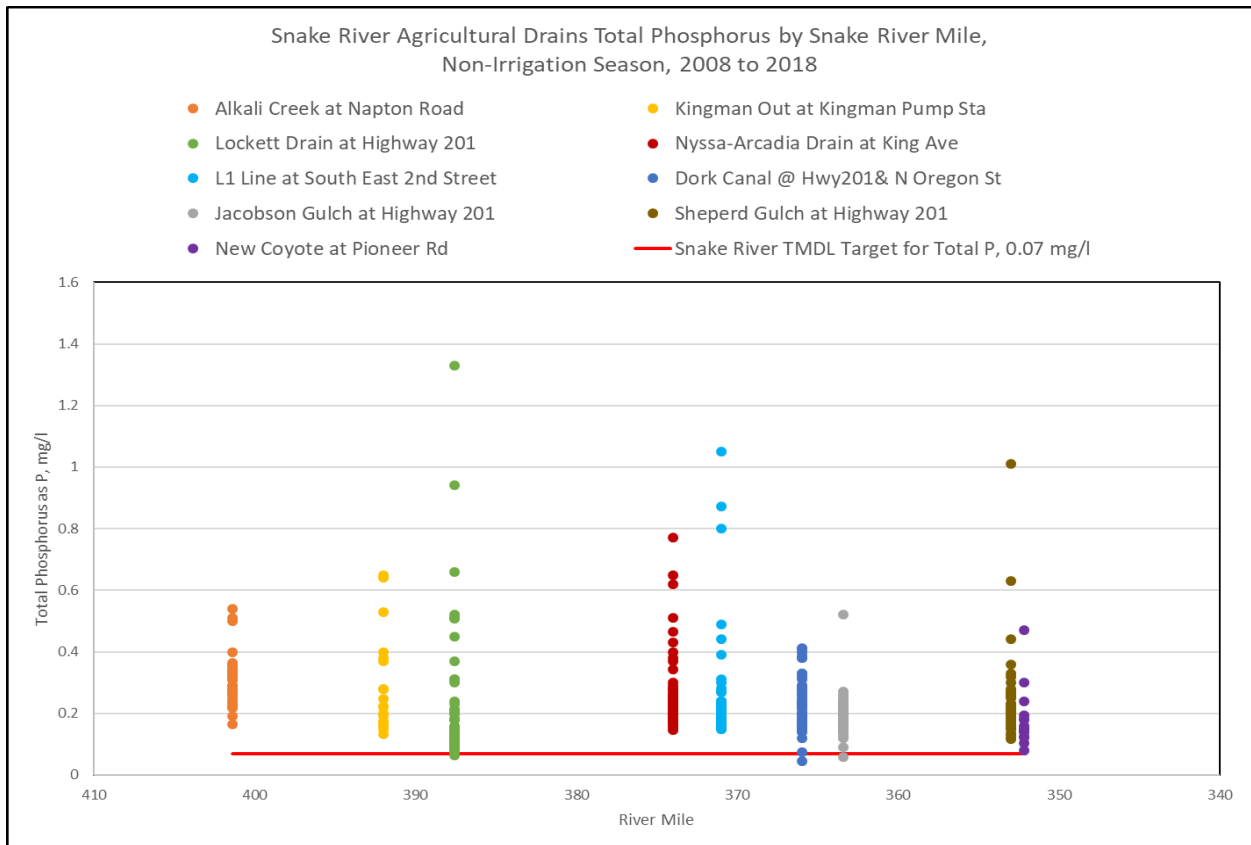 Snake River Agricultural Drains Total Phosphorus by Snake River Mile,
Non-Irrigation Season, 2008 to 2018
Alkali Creek at Napton Road
Kingman Out at Kingman Pump Sta
Lockett Drain at Highway 201
Nyssa-Arcadia Drain at King Ave
L1 Line at South East 2nd Street
Dork Canal @ Hwy201& N Oregon St
Jacobson Gulch at Highway 201
Sheperd Gulch at Highway 201
New Coyote at Pioneer Rd
Snake River TMDL Target for Total P, 0.07 mg/l
Total Phosphorus as P, mg/l
1.6
1.4
1.2
1
0.8
0.6
0.4
0.2
0
410
400
390
380
370
360
350
340
River Mile